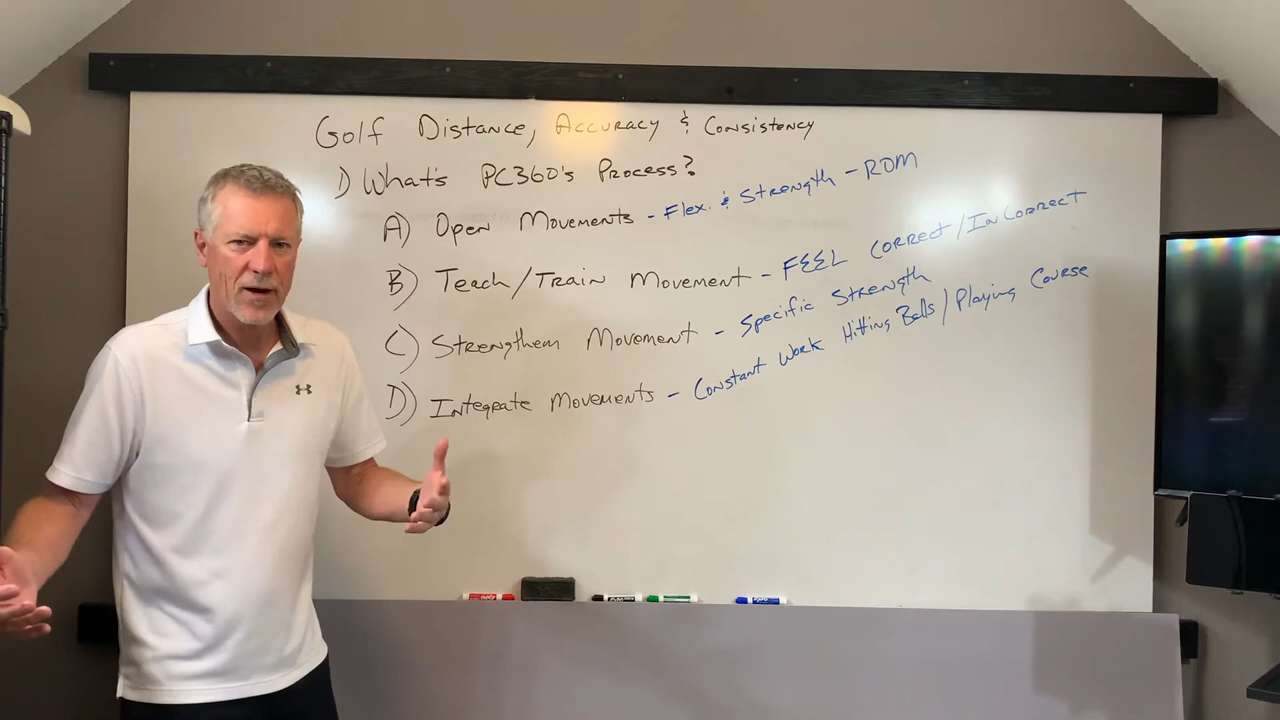 Golf Distance, Accuracy & Consistency
1) What's PC360's Process?
A) Open Movements - Flex. & Strength - ROM
B) Teach/Train Movement - FEEL Correct/InCorrect
C) Strengthem Movement - Specific Strength
D) Integrate Movements - Constant Work Hitting Balls/Playing Course